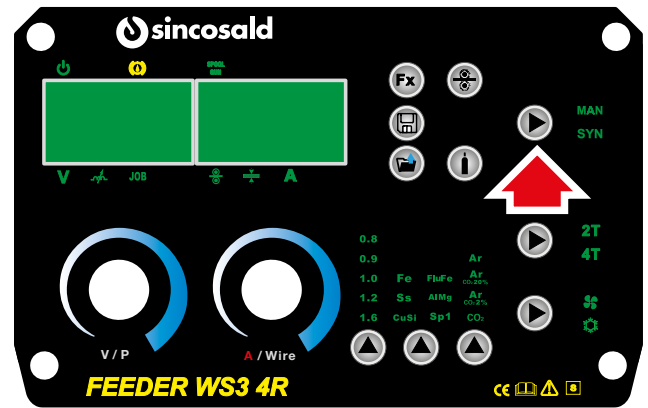 sincosald
SPOOL
GUN
V
JOB
A
Fx
MAN
SYN
2T
4T
0.8
0.9
1.0
1.2
1.6
Fe
Ss
CuSi
FluFe
AlMg
Sp1
Ar
Ar
CO2 20%
Ar
CO2 2%
CO2
V / P
A / Wire
FEEDER WS3 4R
CE
8